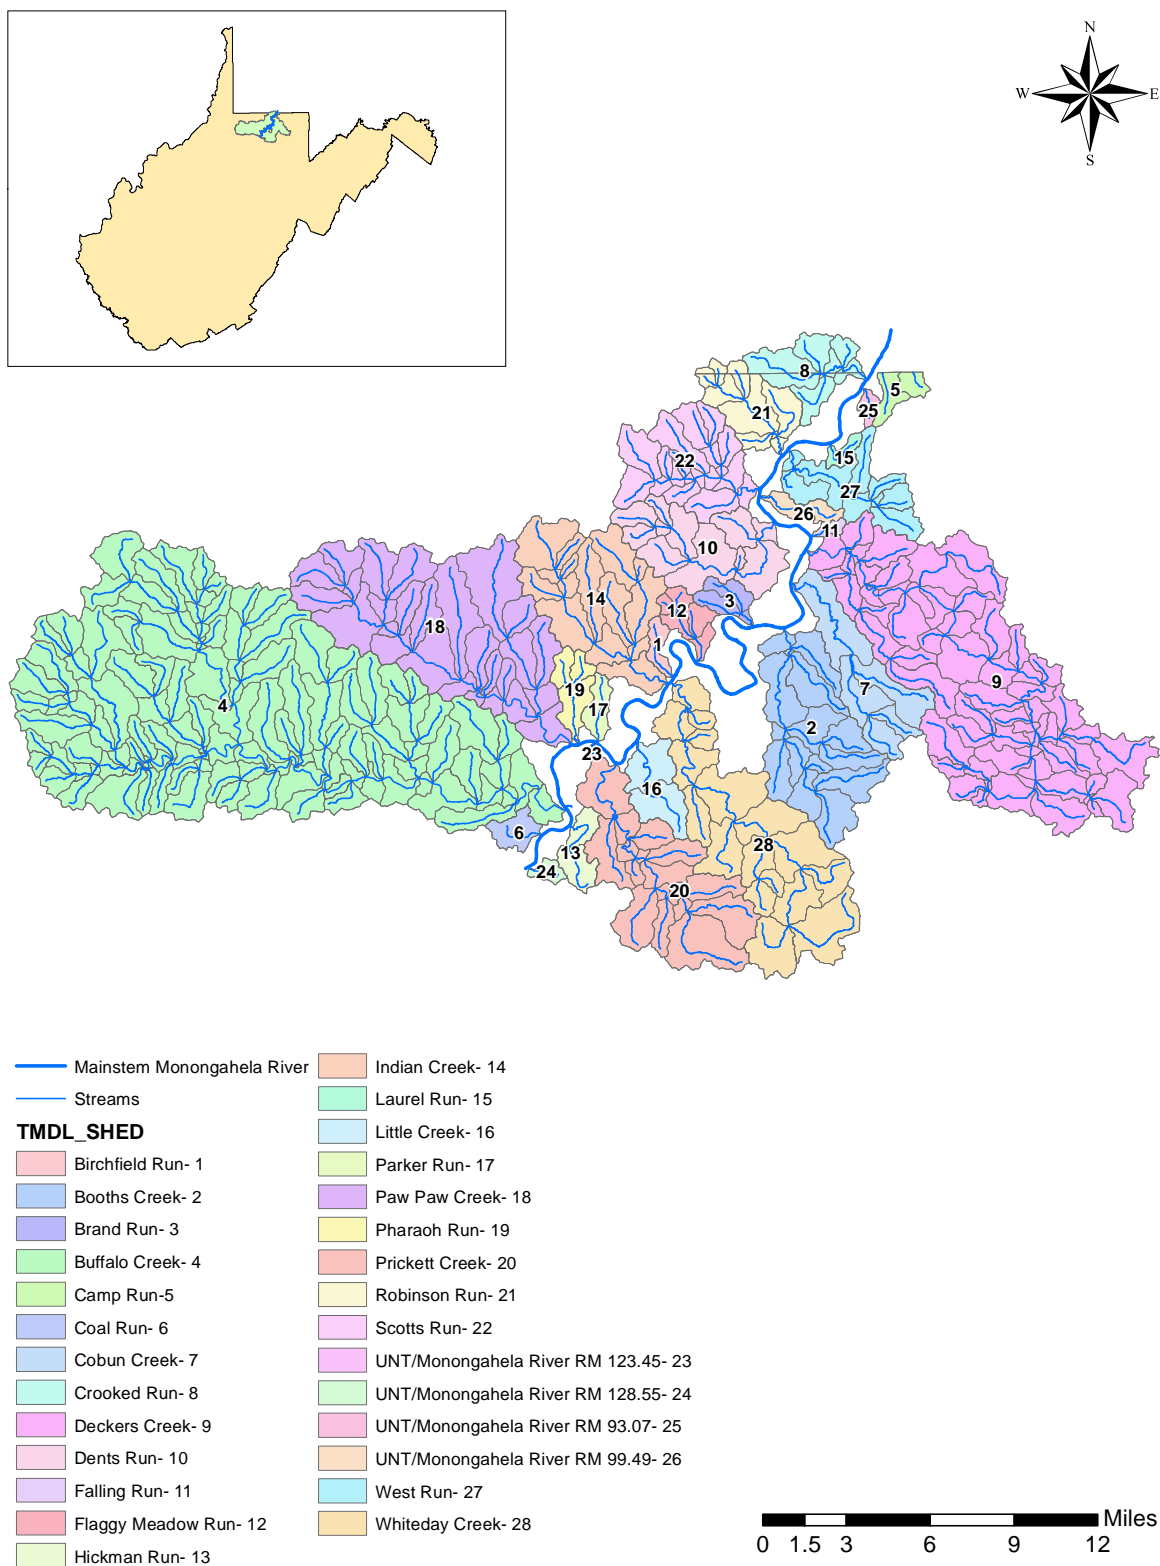 N
W
E
S
8
5
25
21
15
22
27
26
11
10
14
3
12
18
1
19
9
7
4
17
2
23
16
6
28
13
24
20
Mainstem Monongahela River
Streams
TMDL_SHED
Birchfield Run- 1
Booths Creek- 2
Brand Run- 3
Buffalo Creek- 4
Camp Run-5
Coal Run- 6
Cobun Creek- 7
Crooked Run- 8
Deckers Creek- 9
Dents Run- 10
Falling Run- 11
Flaggy Meadow Run- 12
Hickman Run- 13
Indian Creek- 14
Laurel Run- 15
Little Creek- 16
Parker Run- 17
Paw Paw Creek- 18
Pharaoh Run- 19
Prickett Creek- 20
Robinson Run- 21
Scotts Run- 22
UNT/Monongahela River RM 123.45- 23
UNT/Monongahela River RM 128.55- 24
UNT/Monongahela River RM 93.07- 25
UNT/Monongahela River RM 99.49- 26
West Run- 27
Whiteday Creek- 28
Miles
0 1.5 3 6 9 12